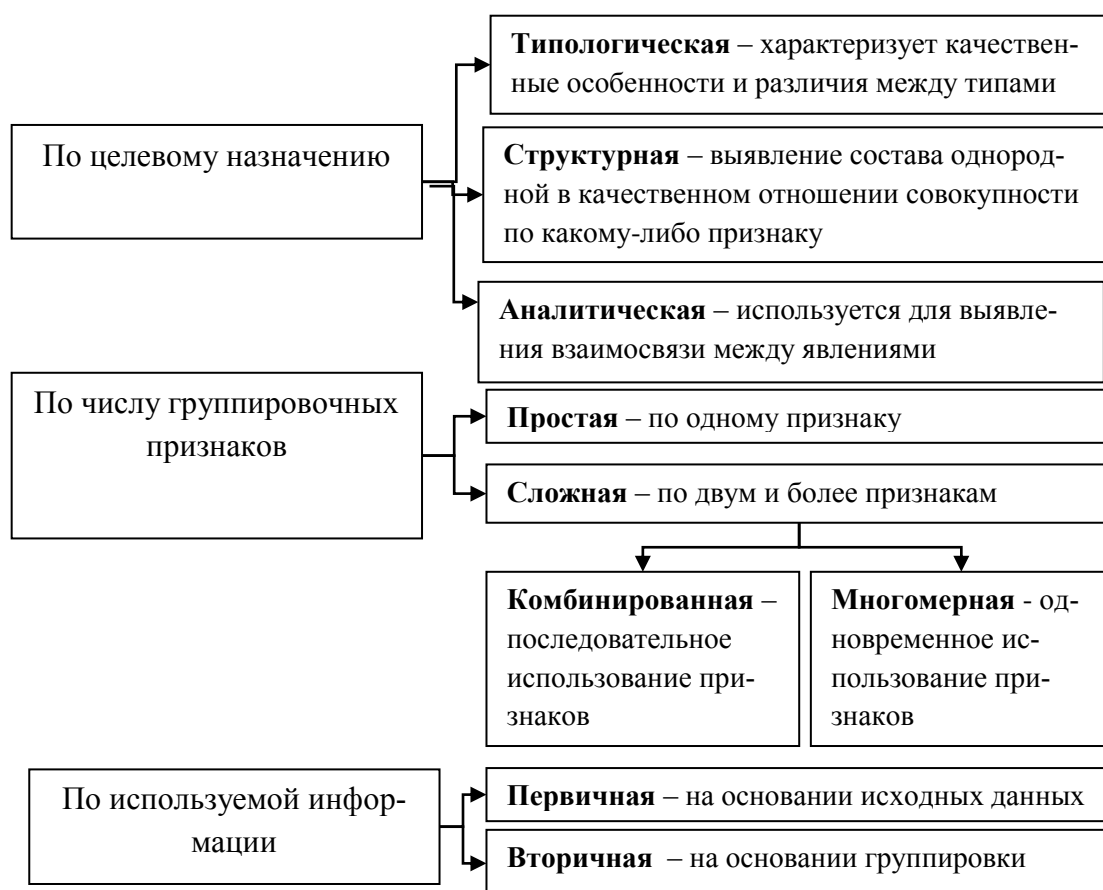 Типологическая – характеризует качествен-
ные особенности и различия между типами
По целевому назначению
Структурная – выявление состава однород-
ной в качественном отношении совокупности
по какому-либо признаку
Аналитическая – используется для выявле-
ния взаимосвязи между явлениями
По числу группировочных
признаков
Простая – по одному признаку
Сложная – по двум и более признакам
Комбинированная –
последовательное
использование при-
знаков
Многомерная - од-
новременное ис-
пользование при-
знаков
По используемой инфор-
мации
Первичная – на основании исходных данных
Вторичная – на основании группировки